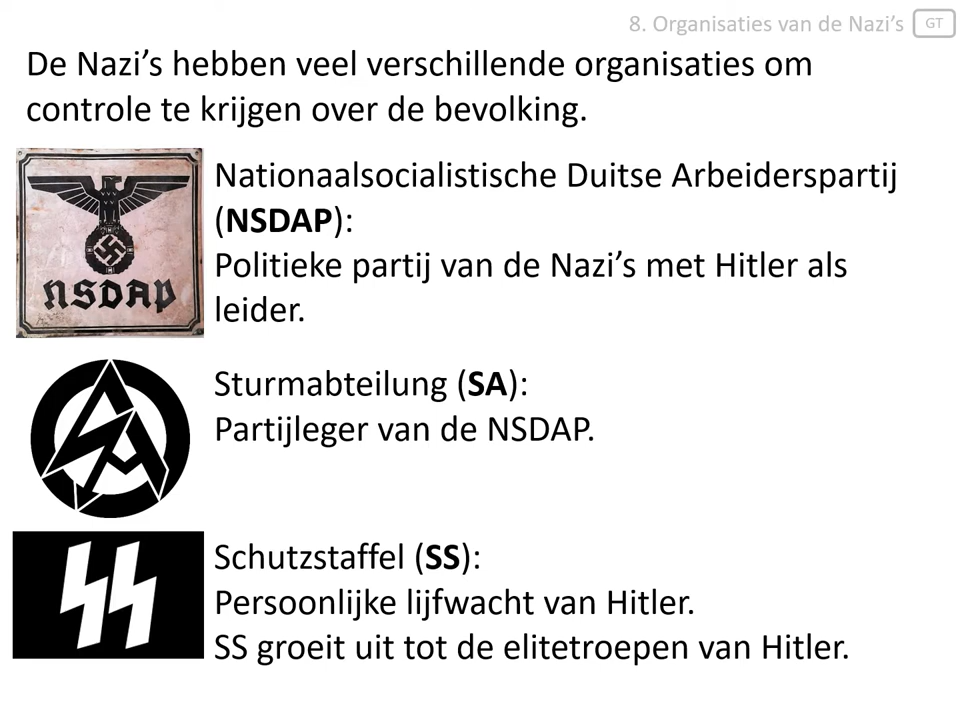 8. Organisaties van de Nazi’s GT
De Nazi’s hebben veel verschillende organisaties om
controle te krijgen over de bevolking.
Nationaalsocialistische Duitse Arbeiderspartij
(NSDAP):
Politieke partij van de Nazi’s met Hitler als
leider.
NSDAP
Sturmabteilung (SA):
Partijleger van de NSDAP.
SA
Schutzstaffel (SS):
Persoonlijke lijfwacht van Hitler.
SS groeit uit tot de elitetroepen van Hitler.
SS